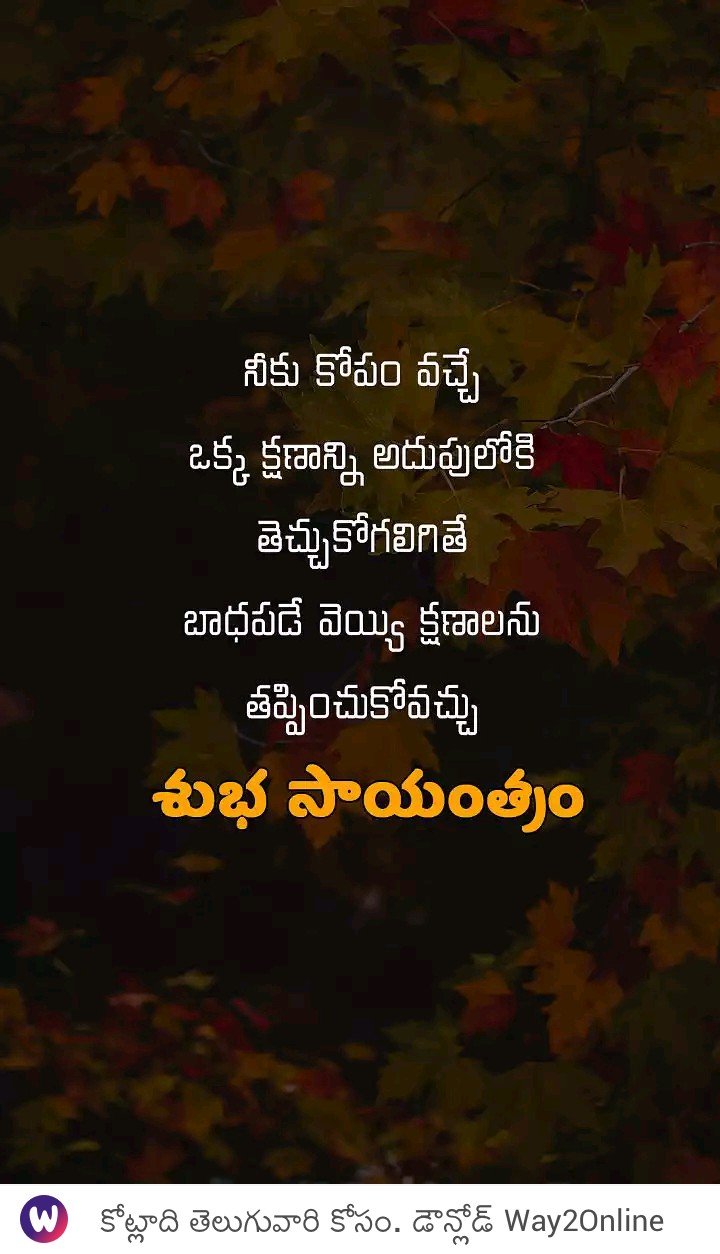 నీకు కోపం వచ్చే
ఒక్క క్షణాన్ని అదుపులోకి
తెచ్చుకోగలిగితే
బాధపడే వెయ్యి క్షణాలను
తప్పించుకోవచ్చు
శుభ సాయంత్రం
W కోట్లాది తెలుగువారి కోసం. డౌన్లోడ్ Way2Online